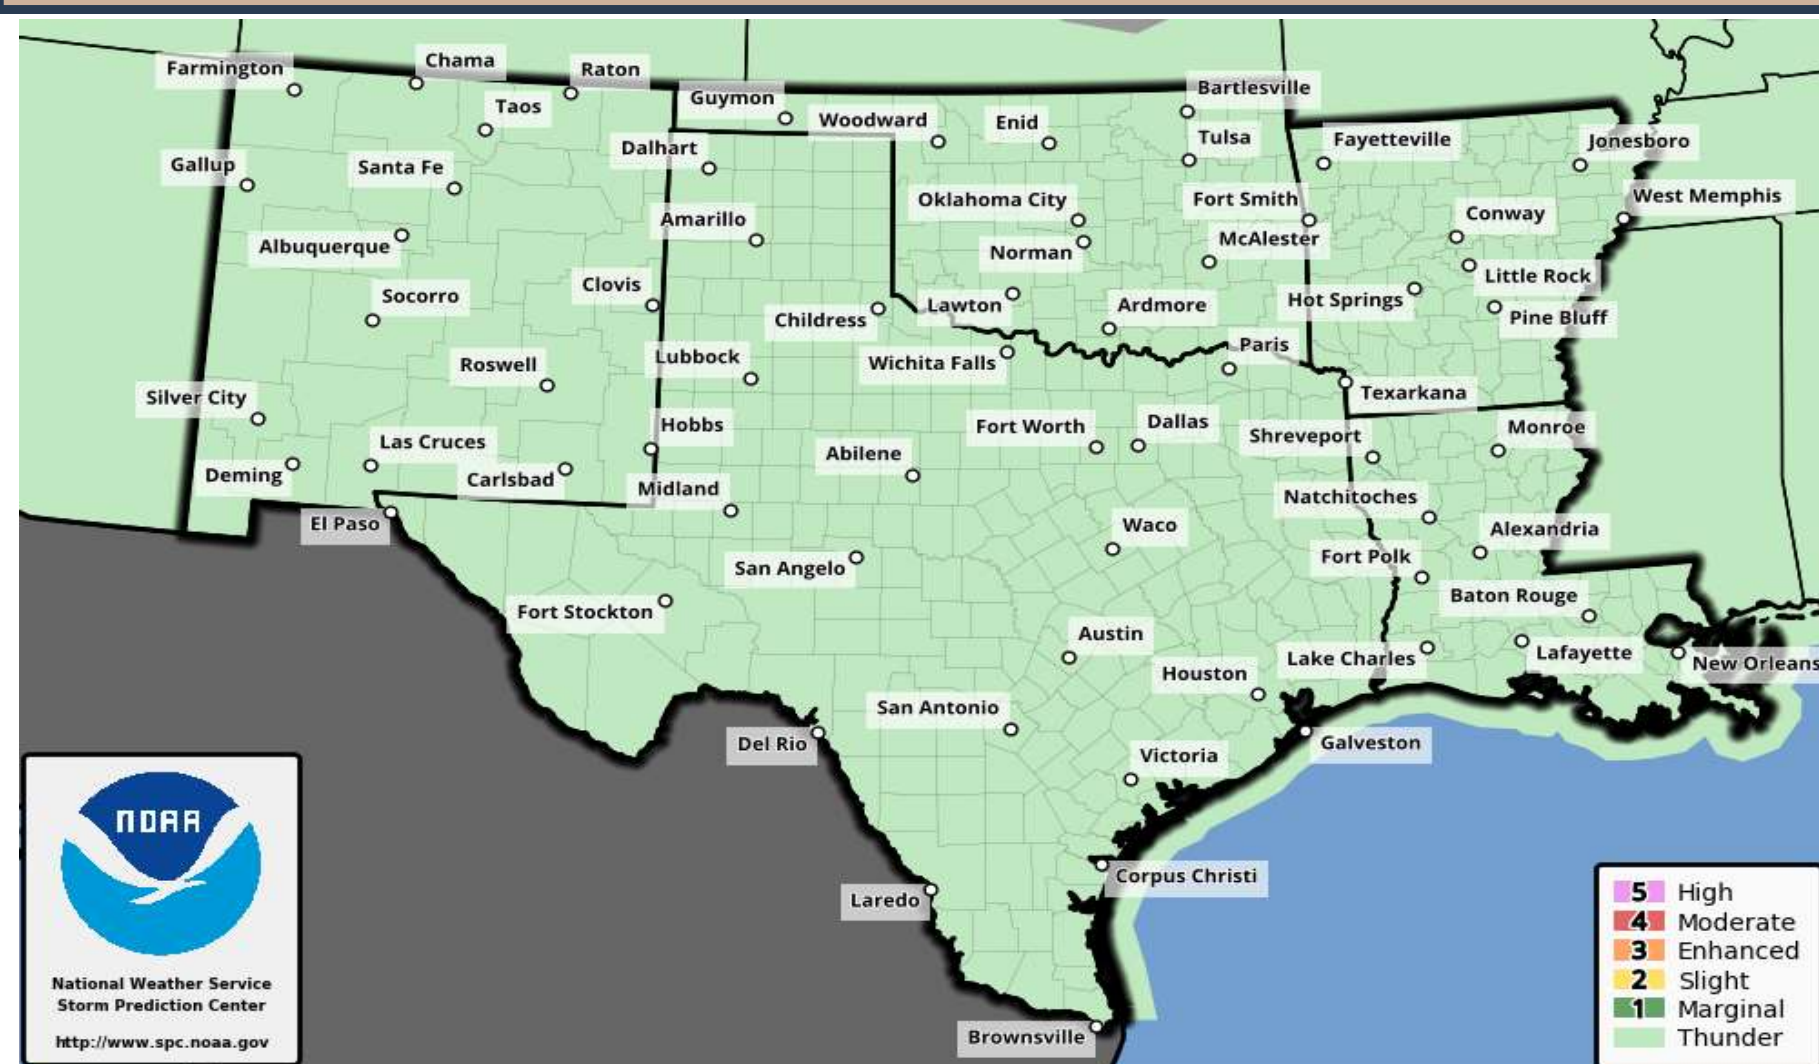 Chama
Farmington
Raton
Taos
Guymon
Bartlesville
Woodward
Enid
Tulsa
Fayetteville
Jonesboro
Dalhart
Gallup
Santa Fe
West Memphis
Oklahoma City
Fort Smith
Conway
Amarillo
Albuquerque
Norman
McAlester
Little Rock
Clovis
Socorro
Childress
Lawton
Ardmore
Hot Springs
Pine Bluff
Paris
Lubbock
Roswell
Wichita Falls
Texarkana
Silver City
Hobbs
Fort Worth
Dallas
Shreveport
Monroe
Las Cruces
Abilene
Deming
Carlsbad
Midland
Natchitoches
El Paso
Waco
Alexandria
San Angelo
Fort Polk
Fort Stockton
Baton Rouge
Austin
Lake Charles
Lafayette
New Orleans
Houston
San Antonio
Del Rio
Galveston
Victoria
Corpus Christi
Laredo
Brownsville
NOAA
National Weather Service
Storm Prediction Center
http://www.spc.noaa.gov
5 High
4 Moderate
3 Enhanced
2 Slight
1 Marginal
Thunder